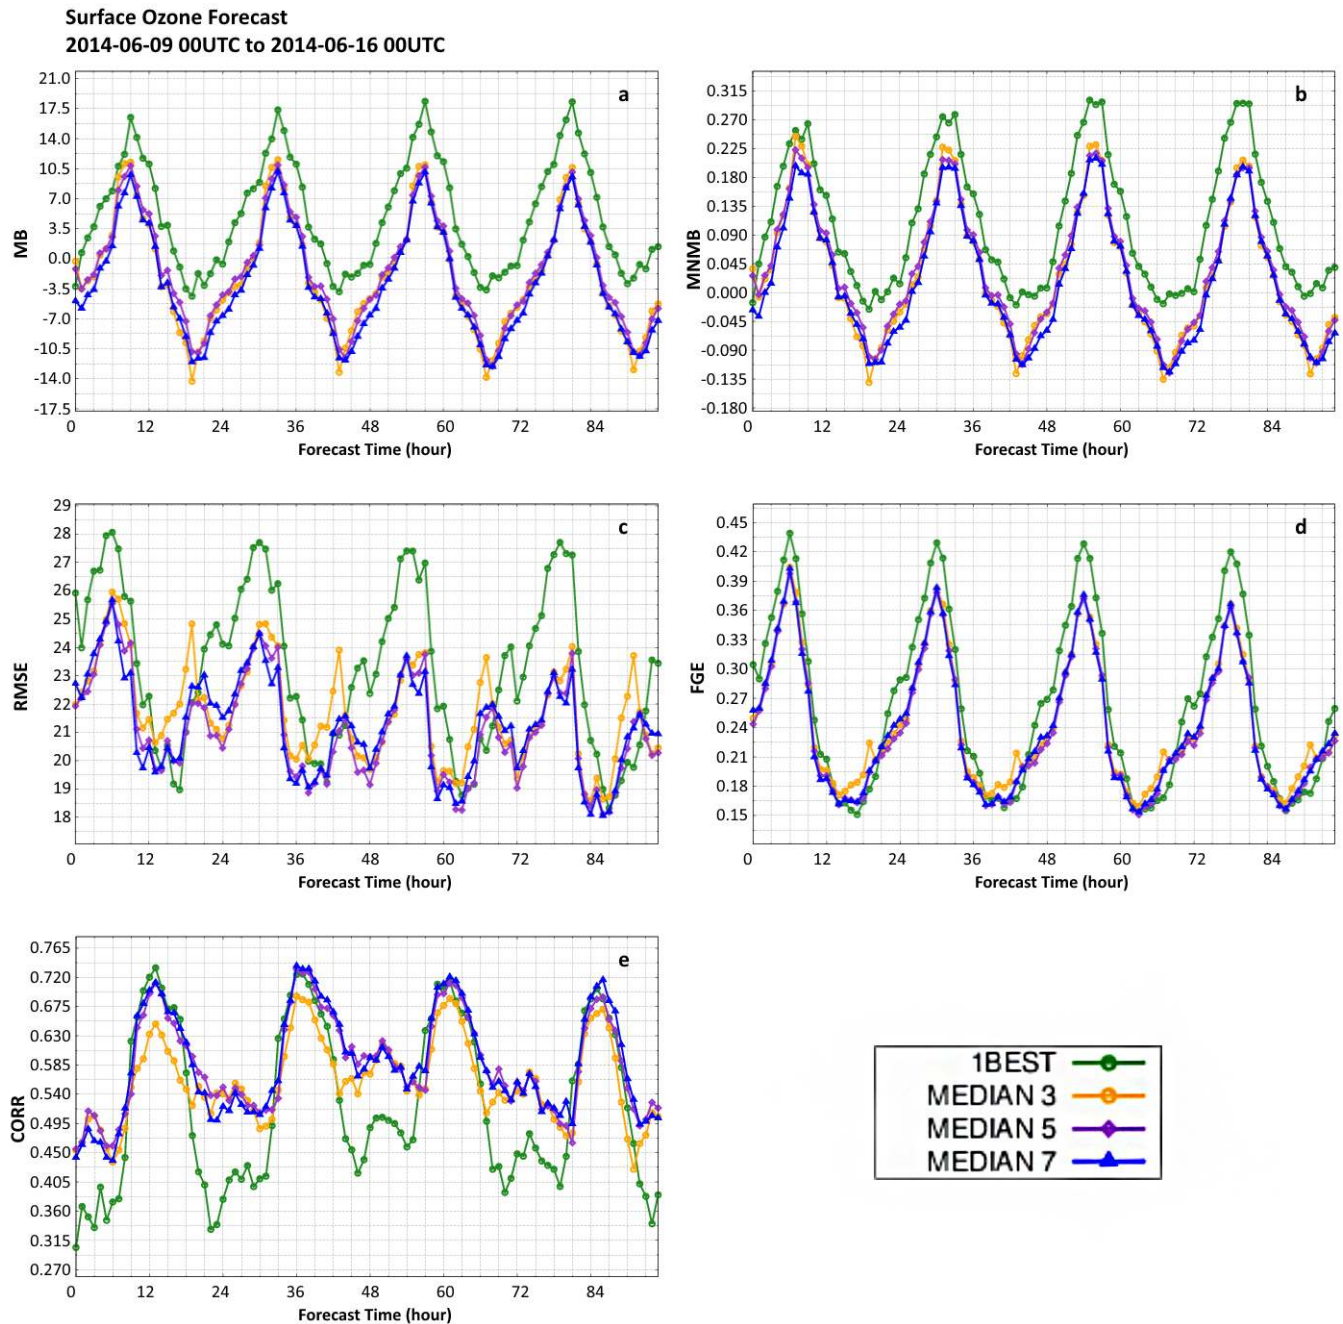 Surface Ozone Forecast
2014-06-09 00UTC to 2014-06-16 00UTC
a
21.0
17.5
14.0
10.5
7.0
3.5
0.0
-3.5
-7.0
-10.5
-14.0
-17.5
MB
0 12 24 36 48 60 72 84
Forecast Time (hour)
b
0.315
0.270
0.225
0.180
0.135
0.090
0.045
0.000
-0.045
-0.090
-0.135
-0.180
MNMB
0 12 24 36 48 60 72 84
Forecast Time (hour)
c
29
28
27
26
25
24
23
22
21
20
19
18
RMSE
0 12 24 36 48 60 72 84
Forecast Time (hour)
d
0.45
0.42
0.39
0.36
0.33
0.30
0.27
0.24
0.21
0.18
0.15
FGE
0 12 24 36 48 60 72 84
Forecast Time (hour)
e
0.765
0.720
0.675
0.630
0.585
0.540
0.495
0.450
0.405
0.360
0.315
0.270
CORR
0 12 24 36 48 60 72 84
Forecast Time (hour)
1BEST
MEDIAN 3
MEDIAN 5
MEDIAN 7